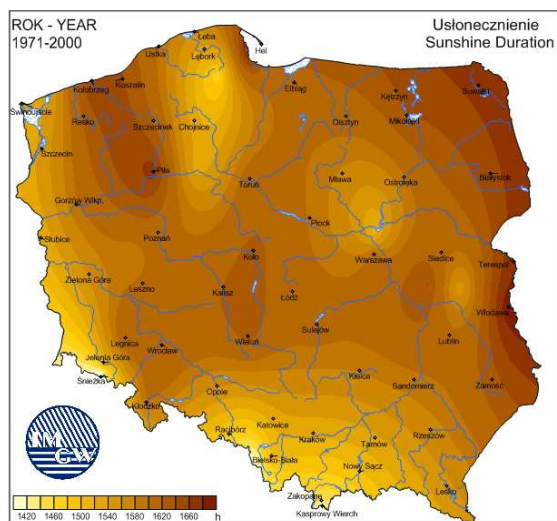 ROK - YEAR
1971-2000
Usłonecznienie
Sunshine Duration
Łeba
Hel
Ustka
Lębork
Koszalin
Kołobrzeg
Elbląg
Kętrzyn
Suwałki
Świnoujście
Resko
Szczecinek
Chojnice
Olsztyn
Mikołajki
Szczecin
Piła
Białystok
Toruń
Mława
Ostrołęka
Gorzów Wlkp.
Płock
Słubice
Poznań
Koło
Warszawa
Siedlce
Terespol
Zielona Góra
Leszno
Kalisz
Łódź
Włodawa
Sulejów
Legnica
Wrocław
Wieluń
Lublin
Jelenia Góra
Śnieżka
Kielce
Sandomierz
Zamość
Kłodzko
Opole
Racibórz
Katowice
Kraków
Tarnów
Rzeszów
Bielsko-Biała
Nowy Sącz
Zakopane
Lesko
Kasprowy Wierch
IM
GW
1420 1460 1500 1540 1580 1620 1660 h